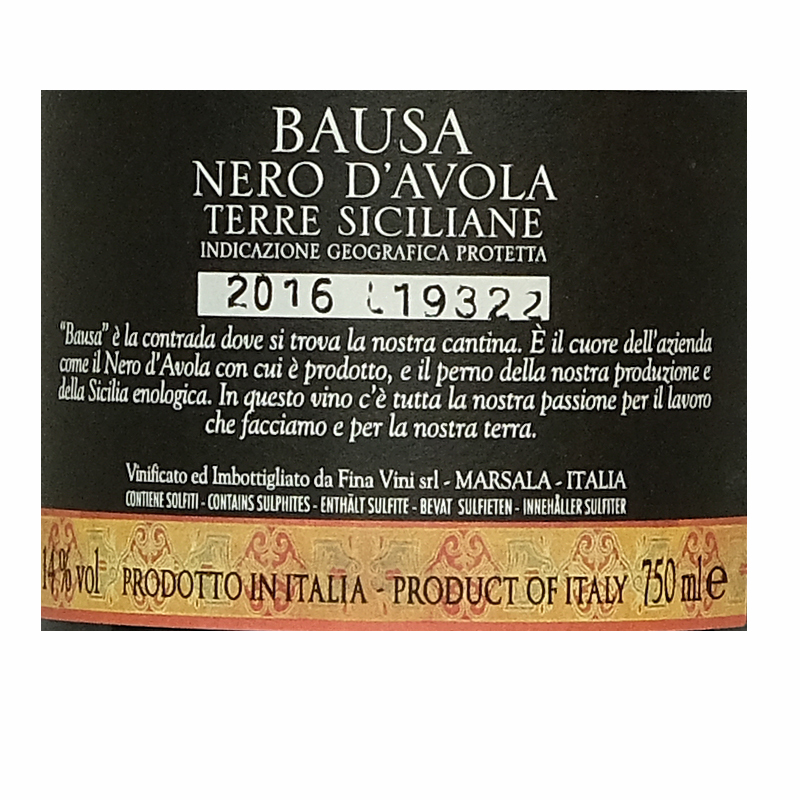 BAUSA
NERO D'AVOLA
TERRE SICILIANE
INDICAZIONE GEOGRAFICA PROTETTA
2016 L19322
“Bausa” è la contrada dove si trova la nostra cantina. È il cuore dell'azienda
come il Nero d'Avola con cui è prodotto, e il perno della nostra produzione e
della Sicilia enologica. In questo vino c'è tutta la nostra passione per il lavoro
che facciamo e per la nostra terra.
Vinificato ed Imbottigliato da Fina Vini srl - MARSALA - ITALIA
CONTIENE SOLFITI - CONTAINS SULPHITES - ENTHÄLT SULFITE - BEVAT SULFIETEN - INNEHÅLLER SULFITER
14% vol PRODOTTO IN ITALIA - PRODUCT OF ITALY 750 ml e